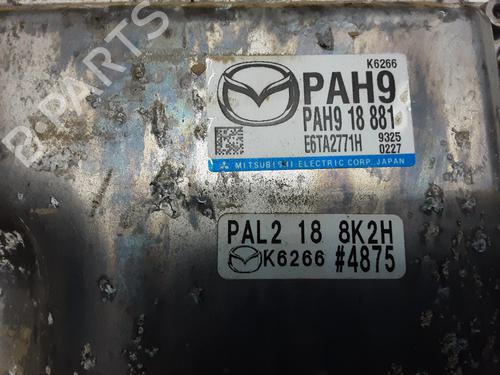 K6266
PAH9
PAH9 18 881
E6TA2771H
9325
0227
MITSUBISHI ELECTRIC CORP., JAPAN
PAL2 18 8K2H
K6266 #4875
B-PARTS